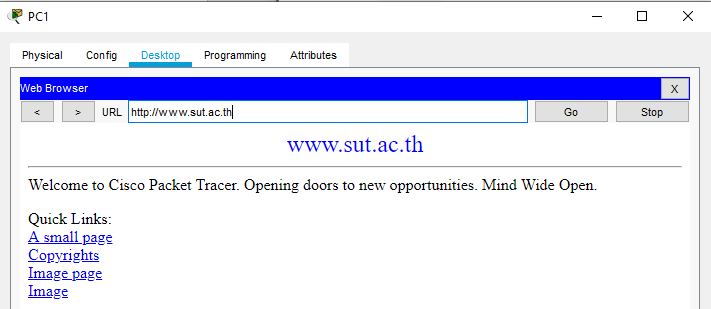 PC1
Physical Config Desktop Programming Attributes
Web Browser X
< > URL http://www.sut.ac.th Go Stop
www.sut.ac.th
Welcome to Cisco Packet Tracer. Opening doors to new opportunities. Mind Wide Open.
Quick Links:
A small page
Copyrights
Image page
Image